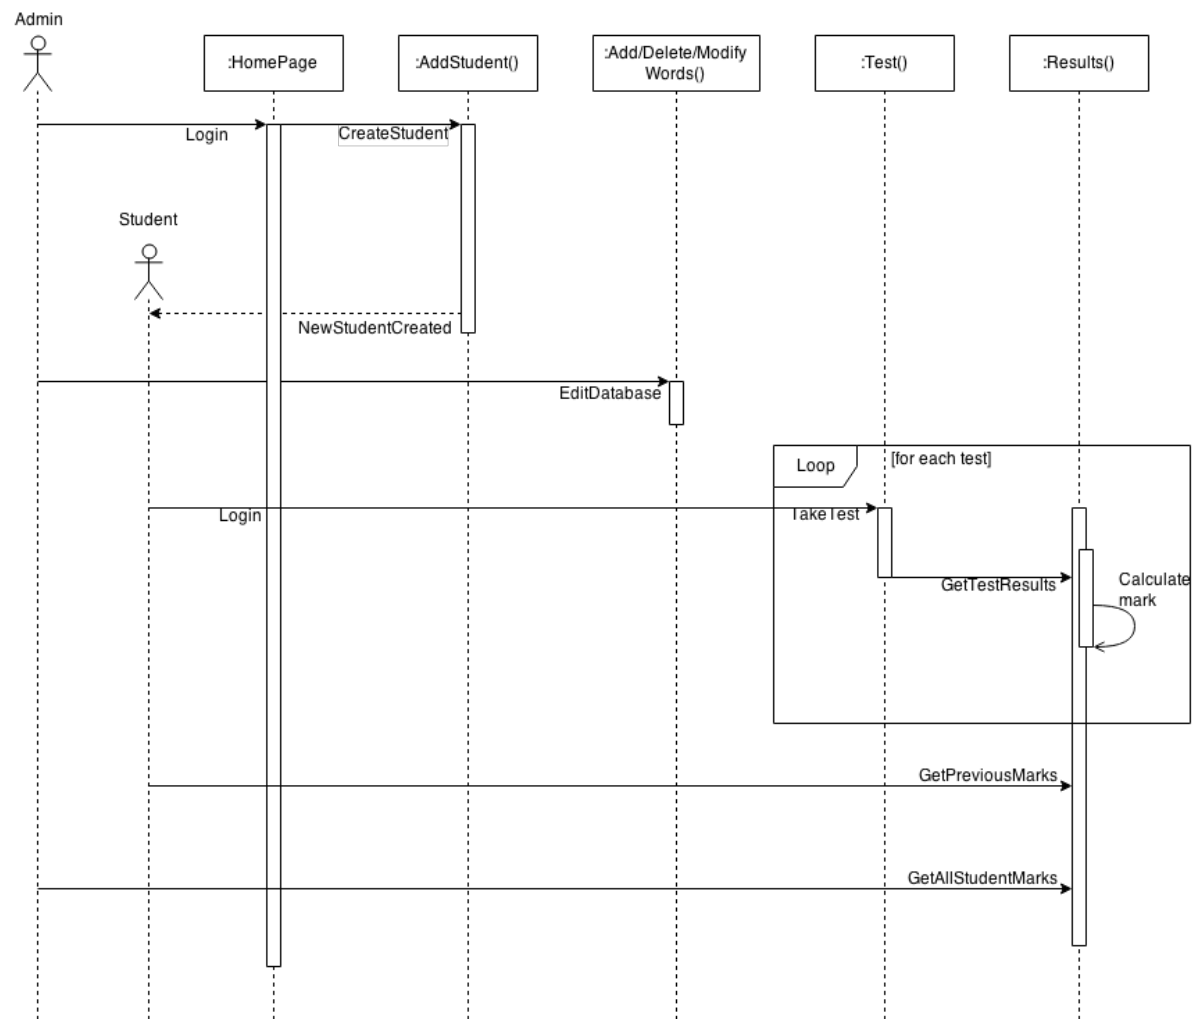 Admin
:HomePage
:AddStudent()
:Add/Delete/Modify
Words()
:Test()
:Results()
Login
CreateStudent
Student
NewStudentCreated
EditDatabase
Loop
[for each test]
Login
TakeTest
GetTestResults
Calculate
mark
GetPreviousMarks
GetAllStudentMarks